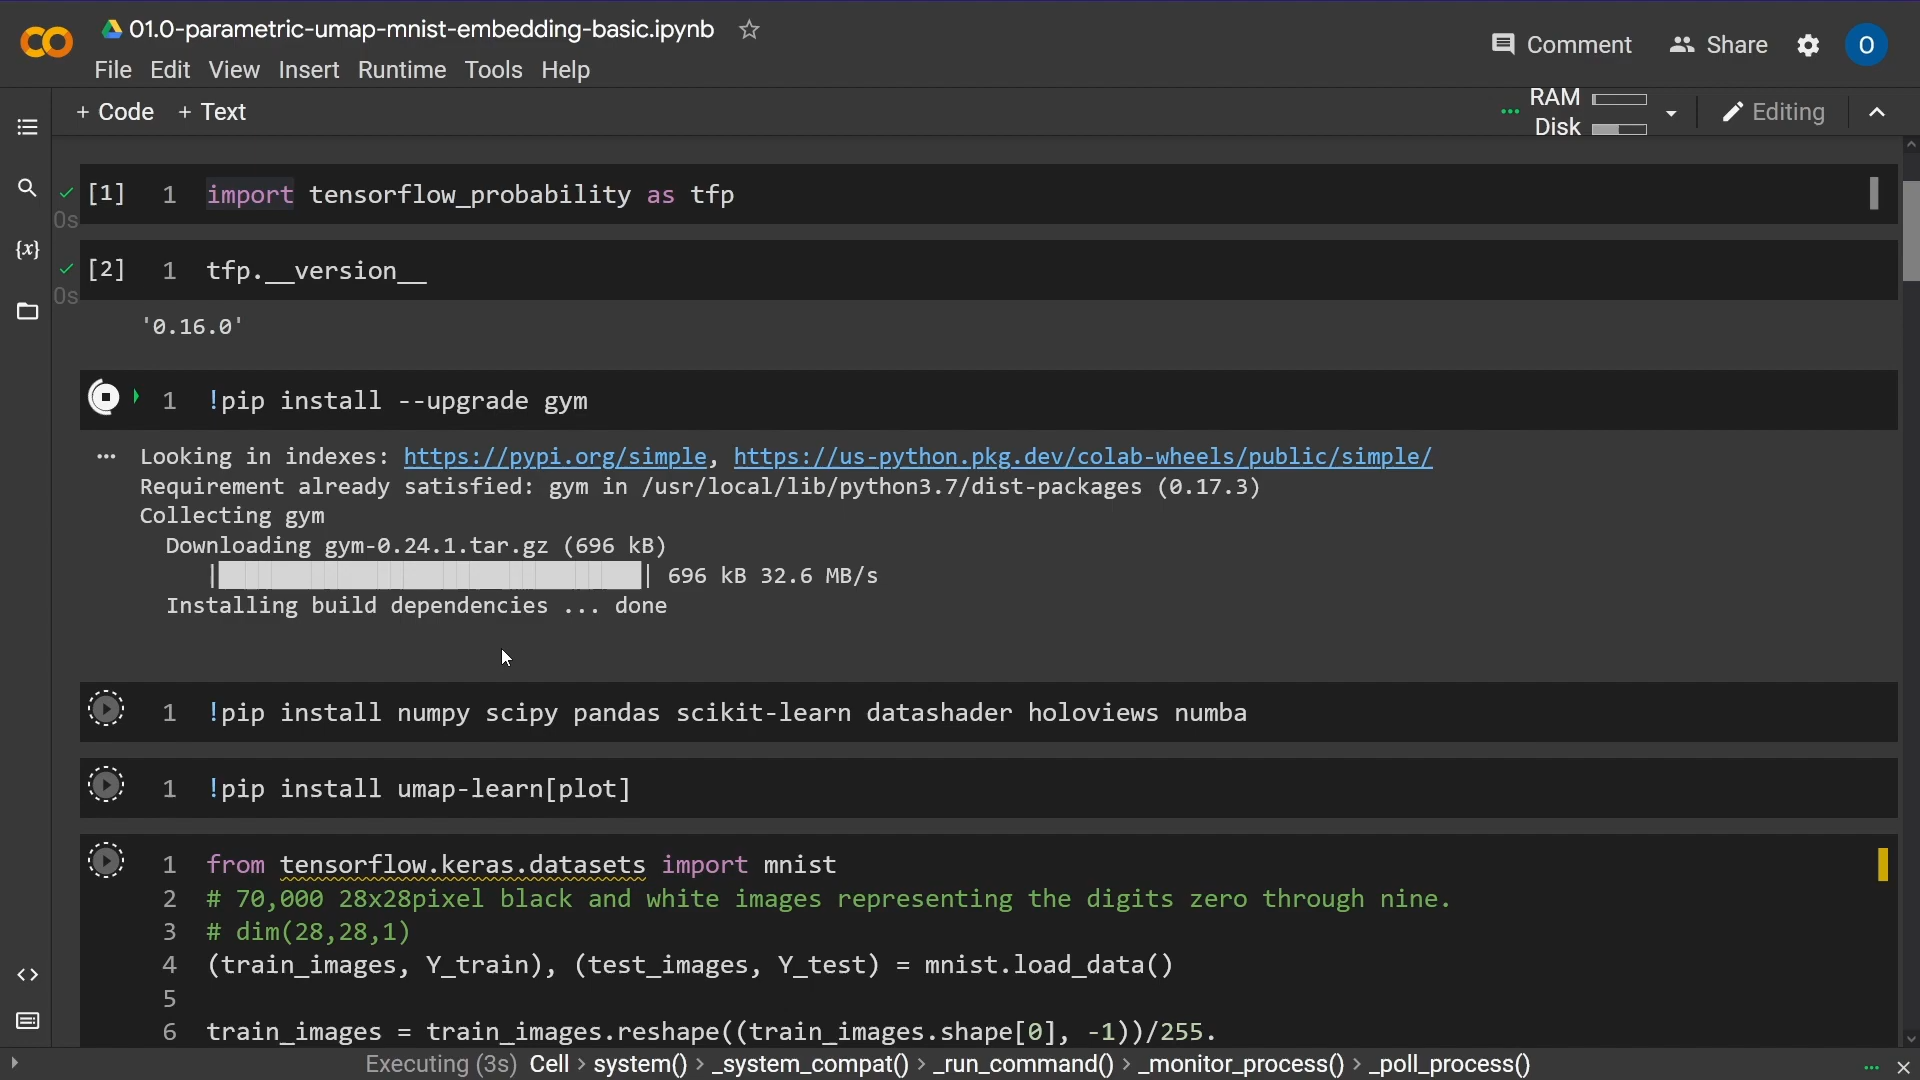 01.0-parametric-umap-mnist-embedding-basic.ipynb
Comment Share O
File Edit View Insert Runtime Tools Help
+ Code + Text
RAM
Disk
Editing
[1] 1 import tensorflow_probability as tfp
0s
{x}
[2] 1 tfp.__version__
0s
'0.16.0'
1 !pip install --upgrade gym
... Looking in indexes: https://pypi.org/simple, https://us-python.pkg.dev/colab-wheels/public/simple/
Requirement already satisfied: gym in /usr/local/lib/python3.7/dist-packages (0.17.3)
Collecting gym
Downloading gym-0.24.1.tar.gz (696 kB)
|████████████████████████████████| 696 kB 32.6 MB/s
Installing build dependencies ... done
1 !pip install numpy scipy pandas scikit-learn datashader holoviews numba
1 !pip install umap-learn[plot]
1 from tensorflow.keras.datasets import mnist
2 # 70,000 28x28pixel black and white images representing the digits zero through nine.
3 # dim(28,28,1)
4 (train_images, Y_train), (test_images, Y_test) = mnist.load_data()
5
6 train_images = train_images.reshape((train_images.shape[0], -1))/255.
Executing (3s) Cell > system() > _system_compat() > _run_command() > _monitor_process() > _poll_process()